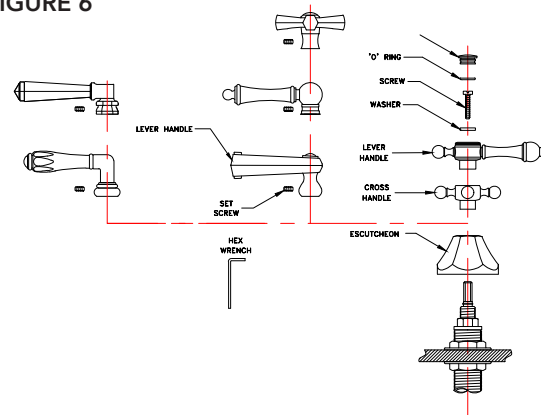 FIGURE 6
'O' RING
SCREW
WASHER
LEVER HANDLE
LEVER
HANDLE
CROSS
HANDLE
SET
SCREW
ESCUTCHEON
HEX
WRENCH